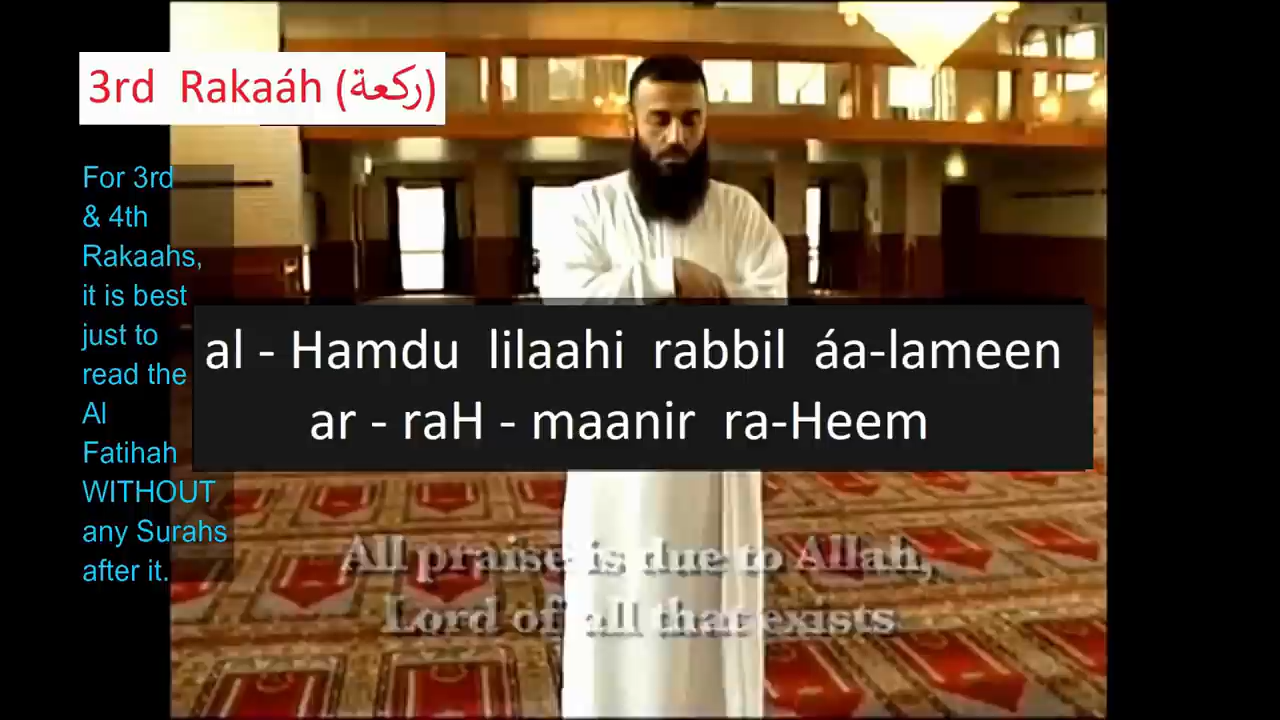 3rd Rakaáh (ركعة)
For 3rd
& 4th
Rakaahs,
it is best
just to
read the
Al
Fatihah
WITHOUT
any Surahs
after it.
al - Hamdu lilaahi rabbil áa-lameen
ar - raH - maanir ra-Heem
All praise is due to Allah,
Lord of all that exists